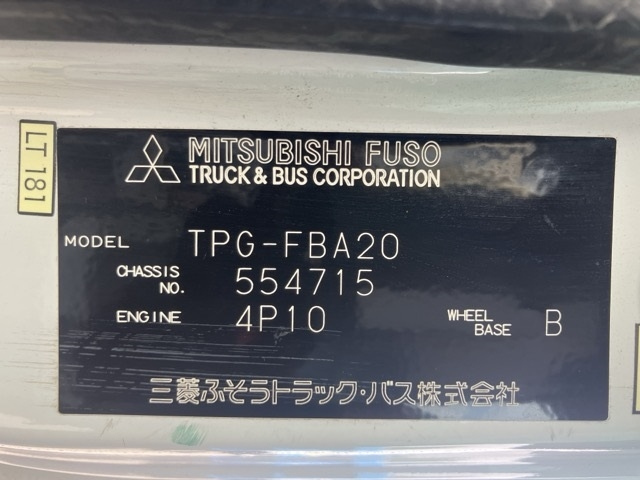 LT 181
MITSUBISHI FUSO
TRUCK & BUS CORPORATION
MODEL TPG-FBA20
CHASSIS NO. 554715
ENGINE 4P10 WHEEL BASE B
三菱ふそうトラック・バス株式会社